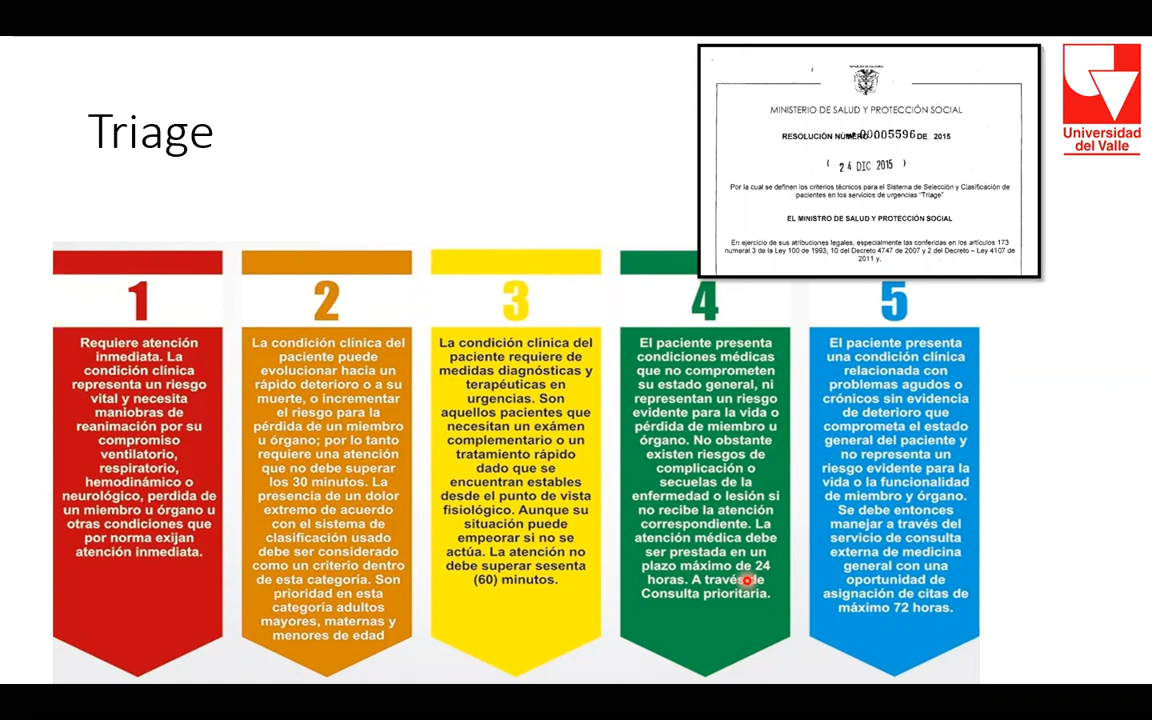 Triage
REPÚBLICA DE COLOMBIA
MINISTERIO DE SALUD Y PROTECCIÓN SOCIAL
RESOLUCIÓN NÚMERO 00005596 DE 2015
( 24 DIC 2015 )
Por la cual se definen los criterios técnicos para el Sistema de Selección y Clasificación de
pacientes en los servicios de urgencias "Triage"
EL MINISTRO DE SALUD Y PROTECCIÓN SOCIAL
En ejercicio de sus atribuciones legales, especialmente las conferidas en los artículos 173
numeral 3 de la Ley 100 de 1993, 10 del Decreto 4747 de 2007 y 2 del Decreto – Ley 4107 de
2011 y,
Universidad
del Valle
1
Requiere atención
inmediata. La
condición clínica
representa un riesgo
vital y necesita
maniobras de
reanimación por su
compromiso
ventilatorio,
respiratorio,
hemodinámico o
neurológico, perdida de
un miembro u órgano u
otras condiciones que
por norma exijan
atención inmediata.
2
La condición clínica del
paciente puede
evolucionar hacia un
rápido deterioro o a su
muerte, o incrementar
el riesgo para la
pérdida de un miembro
u órgano; por lo tanto
requiere una atención
que no debe superar
los 30 minutos. La
presencia de un dolor
extremo de acuerdo
con el sistema de
clasificación usado
debe ser considerado
como un criterio dentro
de esta categoría. Son
prioridad en esta
categoría adultos
mayores, maternas y
menores de edad
3
La condición clínica del
paciente requiere de
medidas diagnósticas y
terapéuticas en
urgencias. Son
aquellos pacientes que
necesitan un exámen
complementario o un
tratamiento rápido
dado que se
encuentran estables
desde el punto de vista
fisiológico. Aunque su
situación puede
empeorar si no se
actúa. La atención no
debe superar sesenta
(60) minutos.
4
El paciente presenta
condiciones médicas
que no comprometen
su estado general, ni
representan un riesgo
evidente para la vida o
pérdida de miembro u
órgano. No obstante
existen riesgos de
complicación o
secuelas de la
enfermedad o lesión si
no recibe la atención
correspondiente. La
atención médica debe
ser prestada en un
plazo máximo de 24
horas. A través de
Consulta prioritaria.
5
El paciente presenta
una condición clínica
relacionada con
problemas agudos o
crónicos sin evidencia
de deterioro que
comprometa el estado
general del paciente y
no representa un
riesgo evidente para la
vida o la funcionalidad
de miembro y órgano.
Se debe entonces
manejar a través del
servicio de consulta
externa de medicina
general con una
oportunidad de
asignación de citas de
máximo 72 horas.